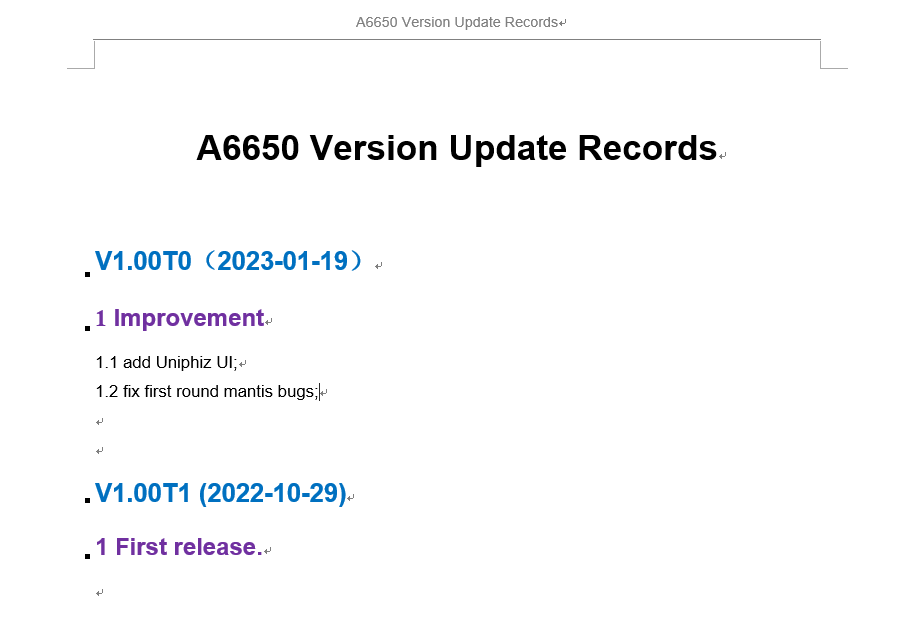 A6650 Version Update Records
A6650 Version Update Records
V1.00T0（2023-01-19）
1 Improvement
1.1 add Uniphiz UI;
1.2 fix first round mantis bugs;
V1.00T1 (2022-10-29)
1 First release.